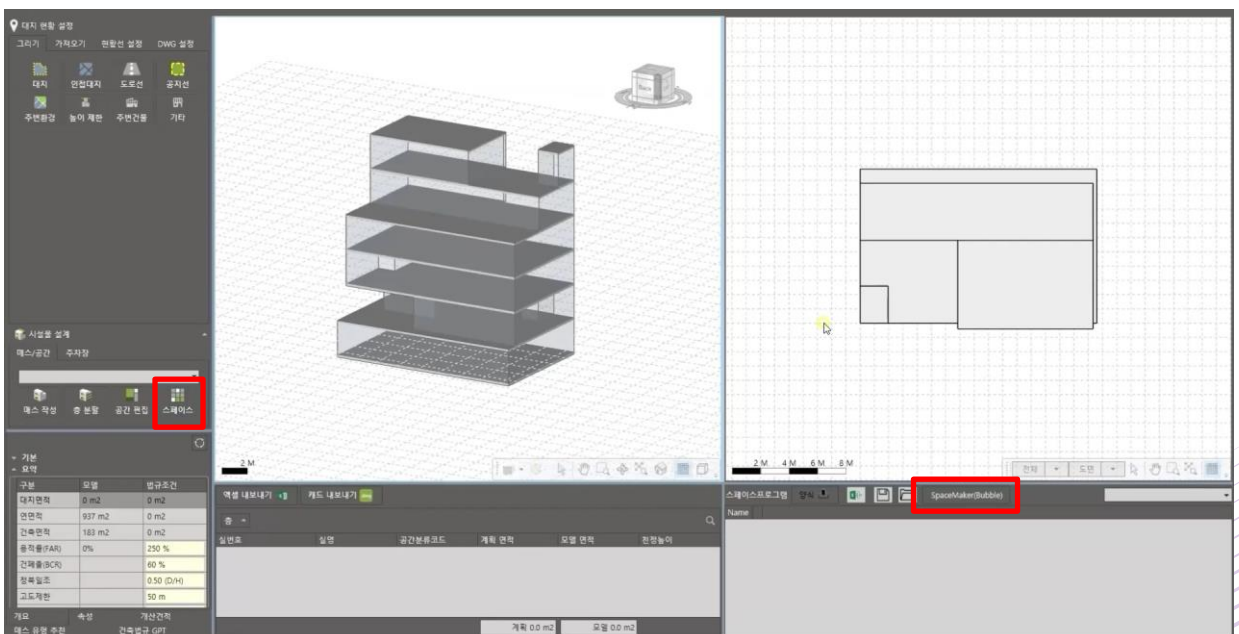 대지 현황 설정
그리기 가져오기 현황선 설정 DWG 설정
대지 인접대지 도로선 공지선
주변환경 높이 제한 주변건물 기타
시설물 설계
매스/공간 주차장
매스 작성 층 분할 공간 편집 스페이스
기본
요약
구분 모델 법규조건
대지면적 0 m2 0 m2
연면적 937 m2 0 m2
건축면적 183 m2 0 m2
용적률(FAR) 0% 250 %
건폐율(BCR) 60 %
정북일조 0.50 (D/H)
고도제한 50 m
개요 속성 개산견적
매스 유형 추천 건축법규 GPT
2 M
엑셀 내보내기 카드 내보내기
층
실번호 실명 공간분류코드 계획 면적 모델 면적 천정높이
계획 0.0 m2 모델 0.0 m2
2 M 4 M 6 M 8 M
전체 도면
스페이스프로그램 양식 SpaceMaker(Bubble)
Name